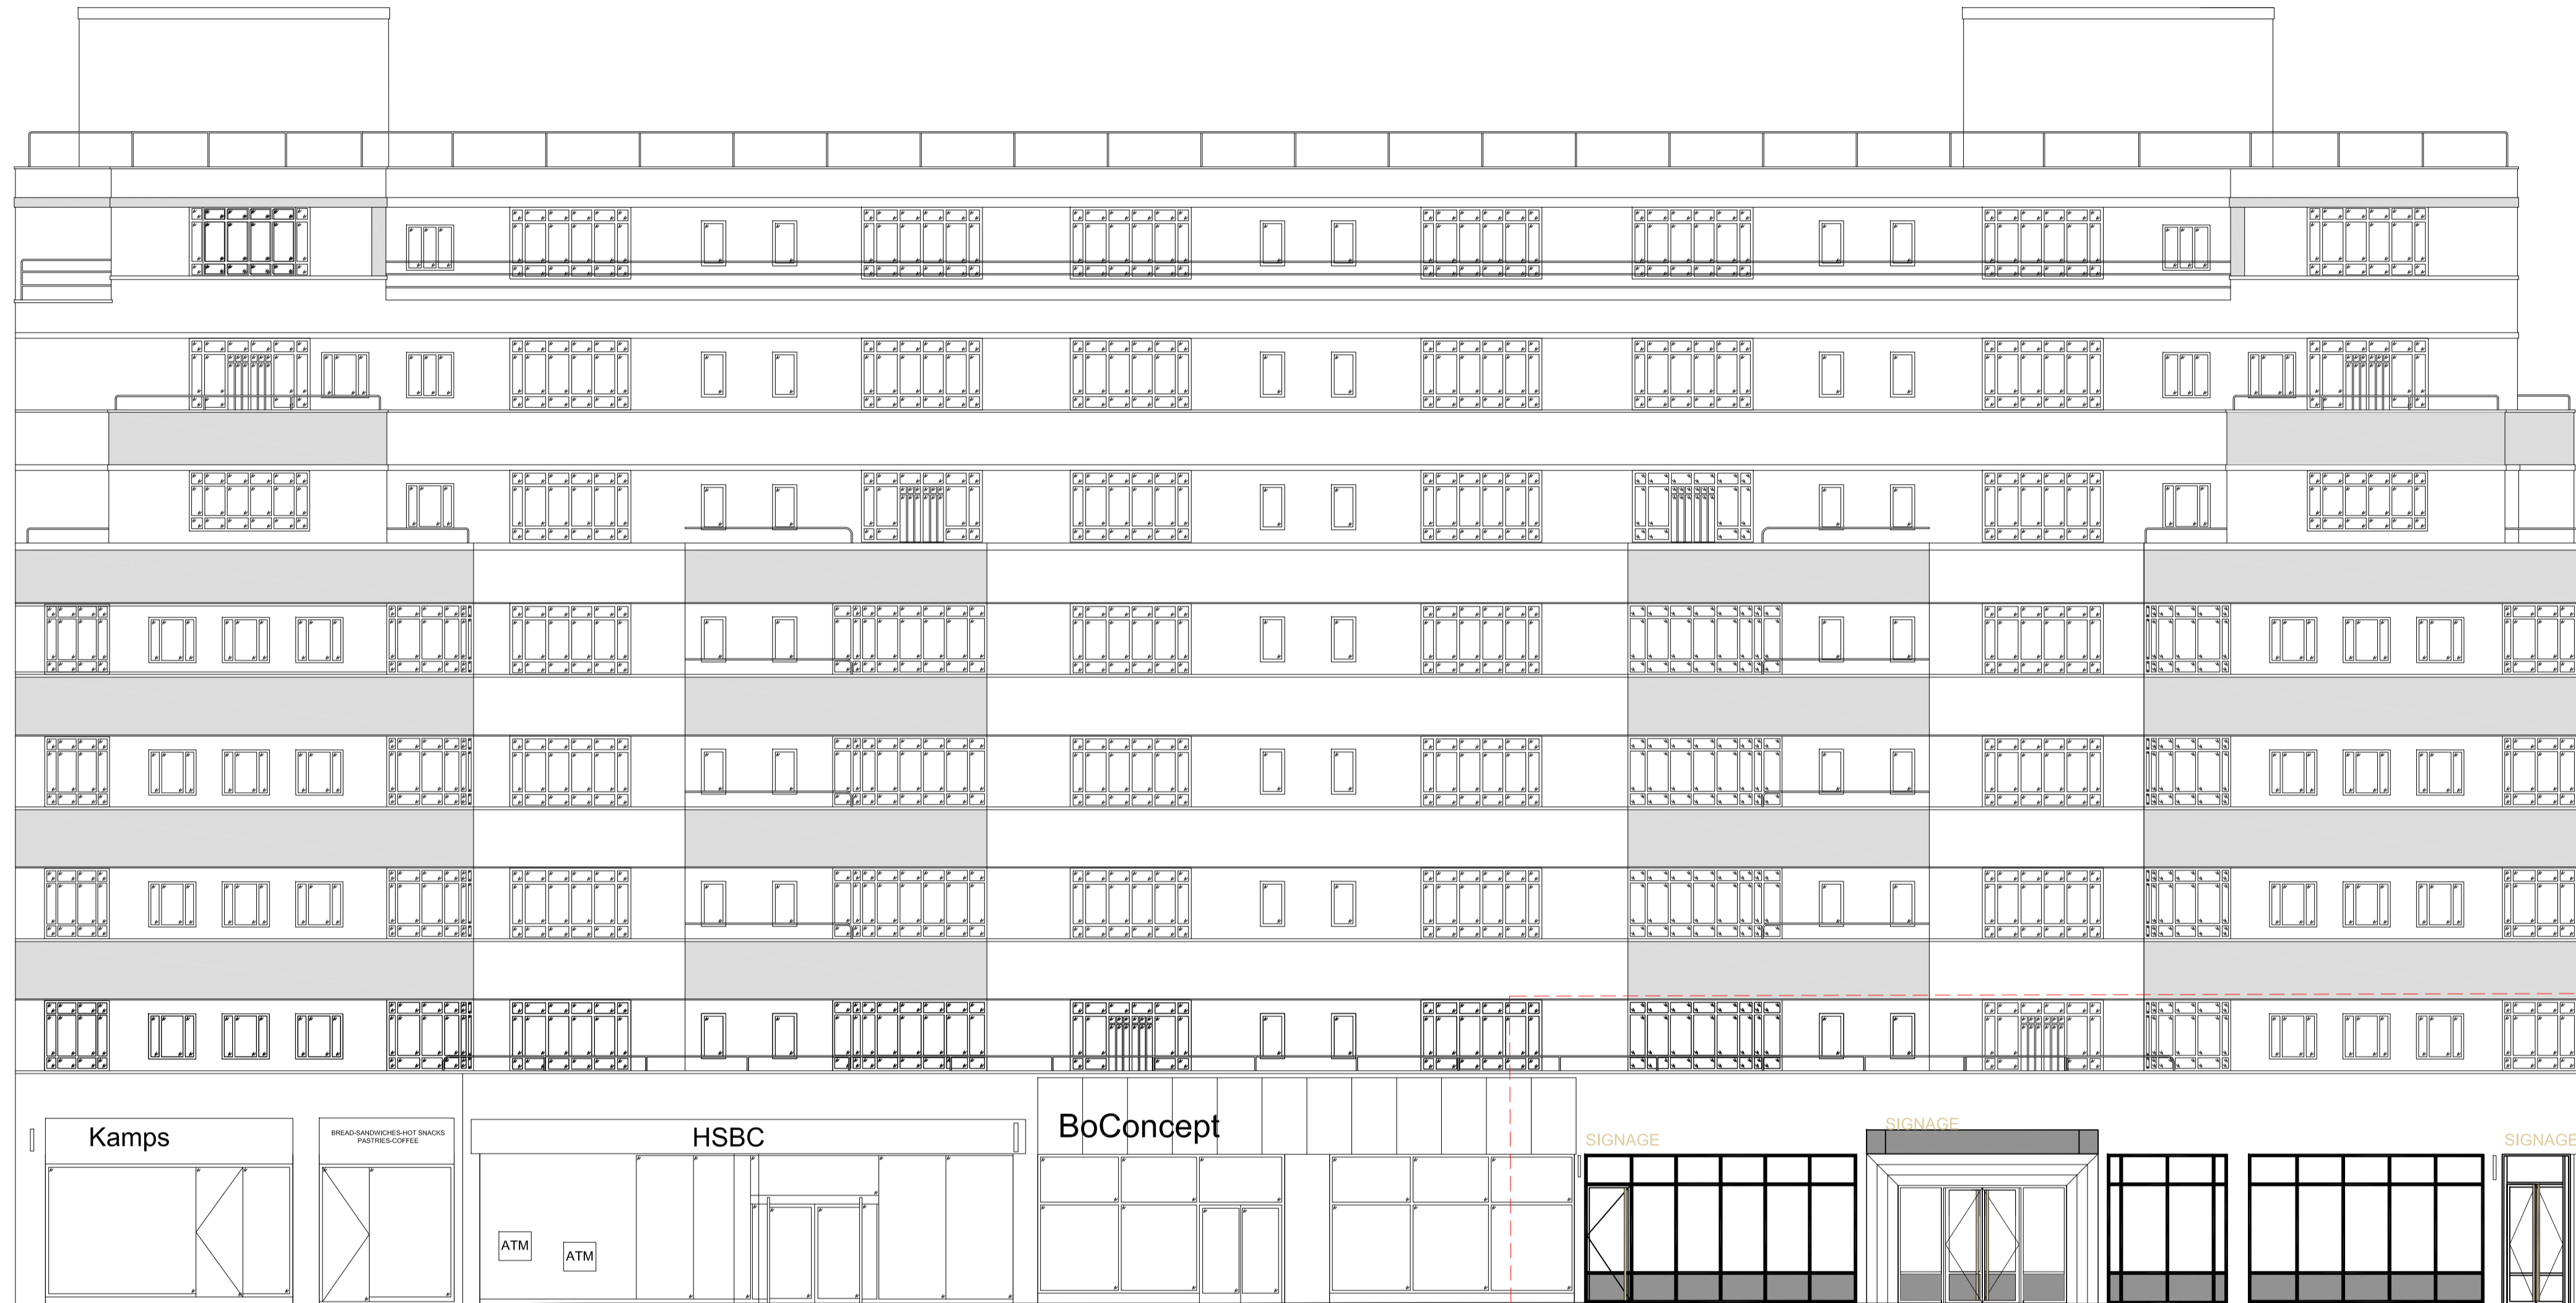 BoConcept
Kamps
BREAD-SANDWICHES-HOT SNACKS
PASTRIES-COFFEE
HSBC
SIGNAGE
SIGNAGE
SIGNAGE
ATM
ATM